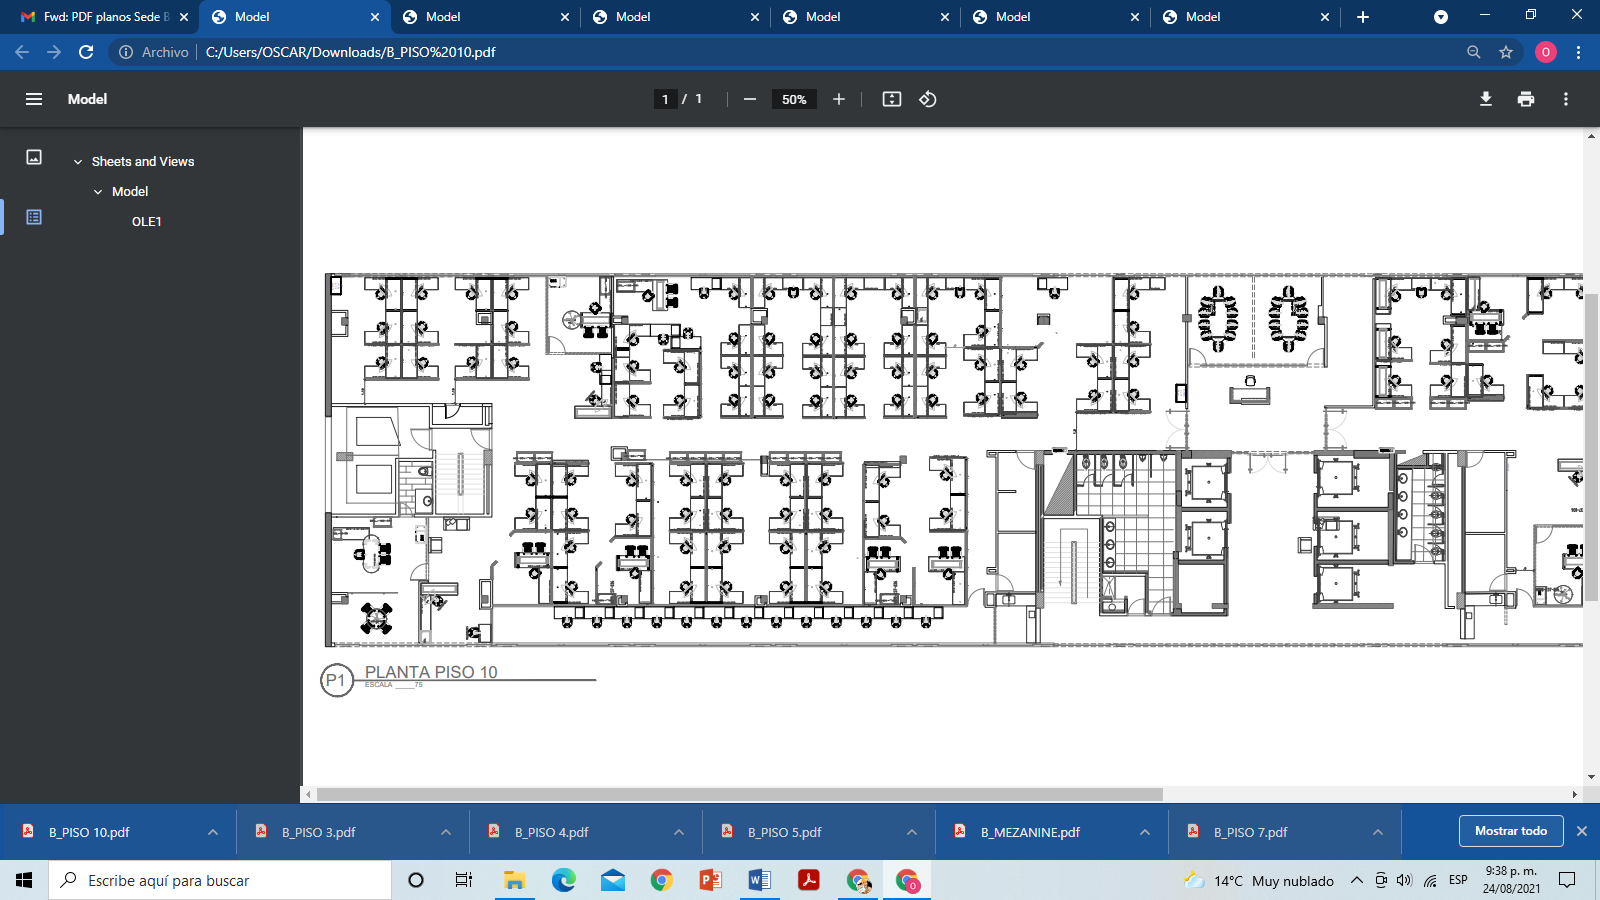 Fwd: PDF planos Sede B
Model
Model
Model
Model
Model
Model
Archivo
C:/Users/OSCAR/Downloads/B_PISO%2010.pdf
O
Model
1 / 1
50%
Sheets and Views
Model
OLE1
P1
PLANTA PISO 10
ESCALA ____75
B_PISO 10.pdf
B_PISO 3.pdf
B_PISO 4.pdf
B_PISO 5.pdf
B_MEZANINE.pdf
B_PISO 7.pdf
Mostrar todo
Escribe aquí para buscar
14°C Muy nublado
ESP
9:38 p. m.
24/08/2021